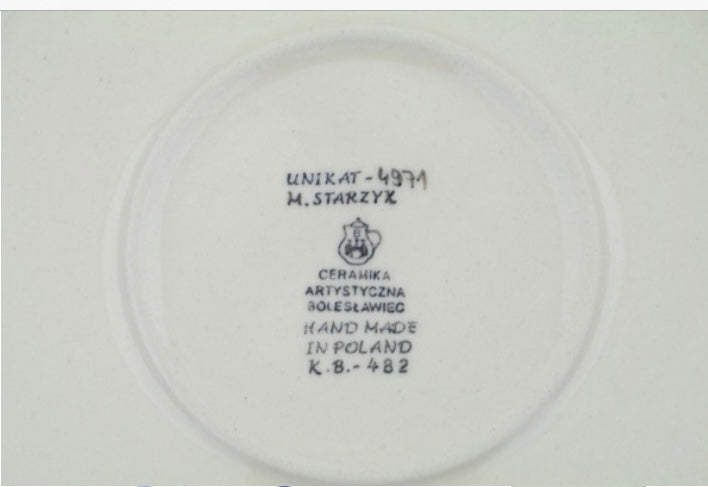 UNIKAT-4971
M. STARZYK
B
CERAMIKA
ARTYSTYCZNA
BOLESŁAWIEC
HAND MADE
IN POLAND
K.B.-482